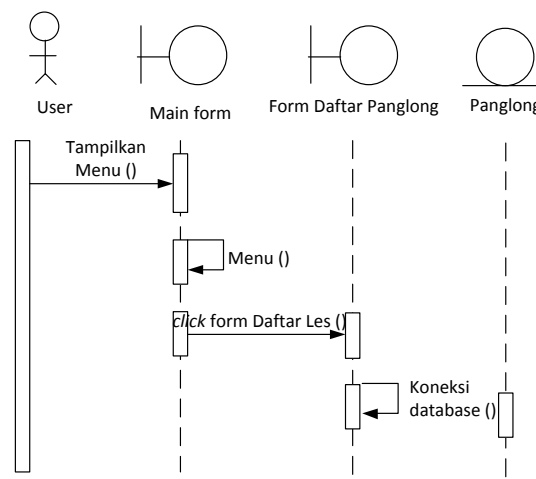 User
Main form
Form Daftar Panglong
Panglong
Tampilkan
Menu ()
Menu ()
click form Daftar Les ()
Koneksi
database ()